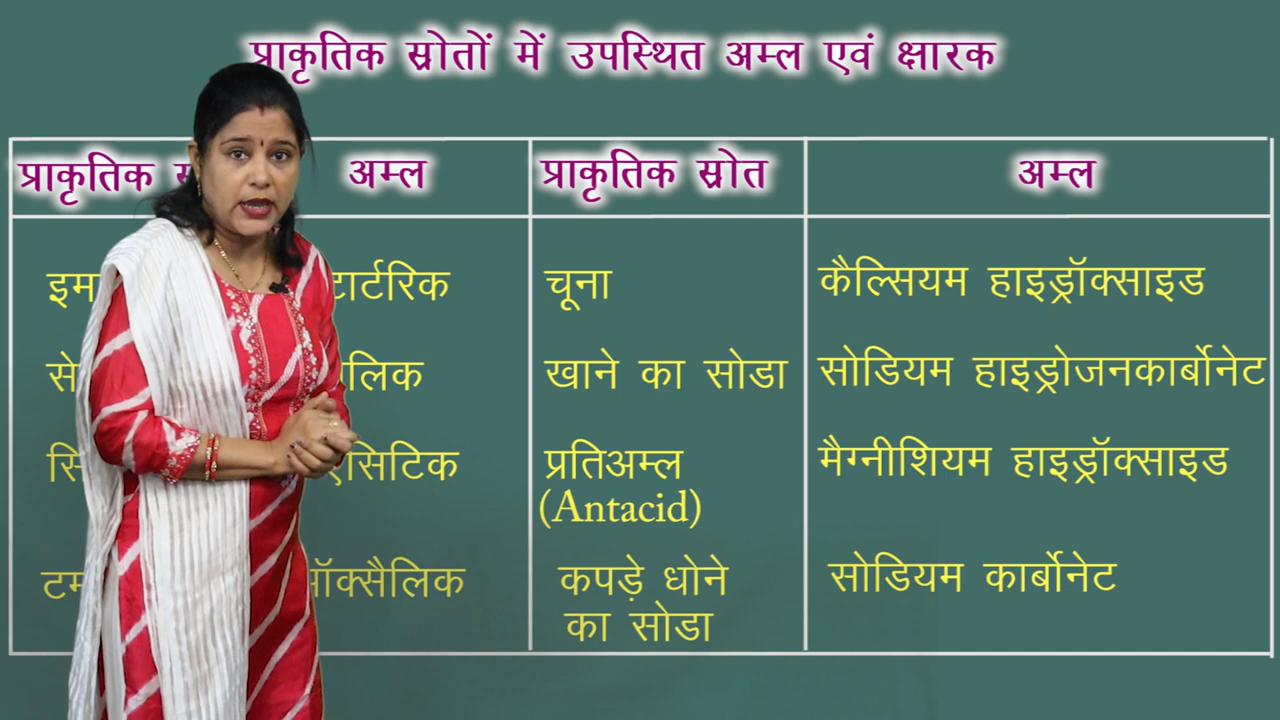 प्राकृतिक स्रोतों में उपस्थित अम्ल एवं क्षारक
प्राकृतिक अम्ल प्राकृतिक स्रोत अम्ल
टार्टरिक चूना कैल्सियम हाइड्रॉक्साइड
खाने का सोडा सोडियम हाइड्रोजनकार्बोनेट
प्रतिअम्ल मैग्नीशियम हाइड्रॉक्साइड
(Antacid)
कपड़े धोने सोडियम कार्बोनेट
का सोडा